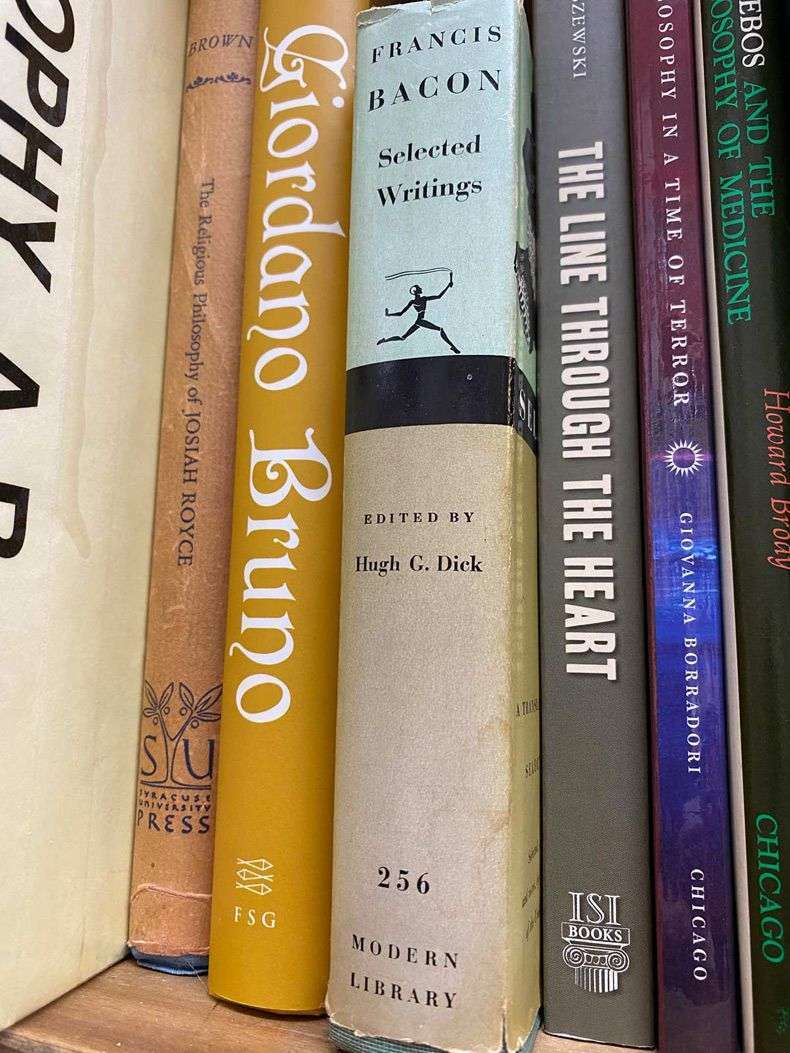 OPHY
A R
BROWN
The Religious Philosophy of JOSIAH ROYCE
SYU
SYRACUSE
UNIVERSITY
PRESS
Giordano Bruno
FSG
FRANCIS
BACON
Selected
Writings
EDITED BY
Hugh G. Dick
256
MODERN
LIBRARY
ZEWSKI
THE LINE THROUGH THE HEART
ISI
BOOKS
OSOPHY IN A TIME OF TERROR
GIOVANNA BORRADORI
CHICAGO
EBOS AND THE
OSOPHY OF MEDICINE
Howard Brody
CHICAGO